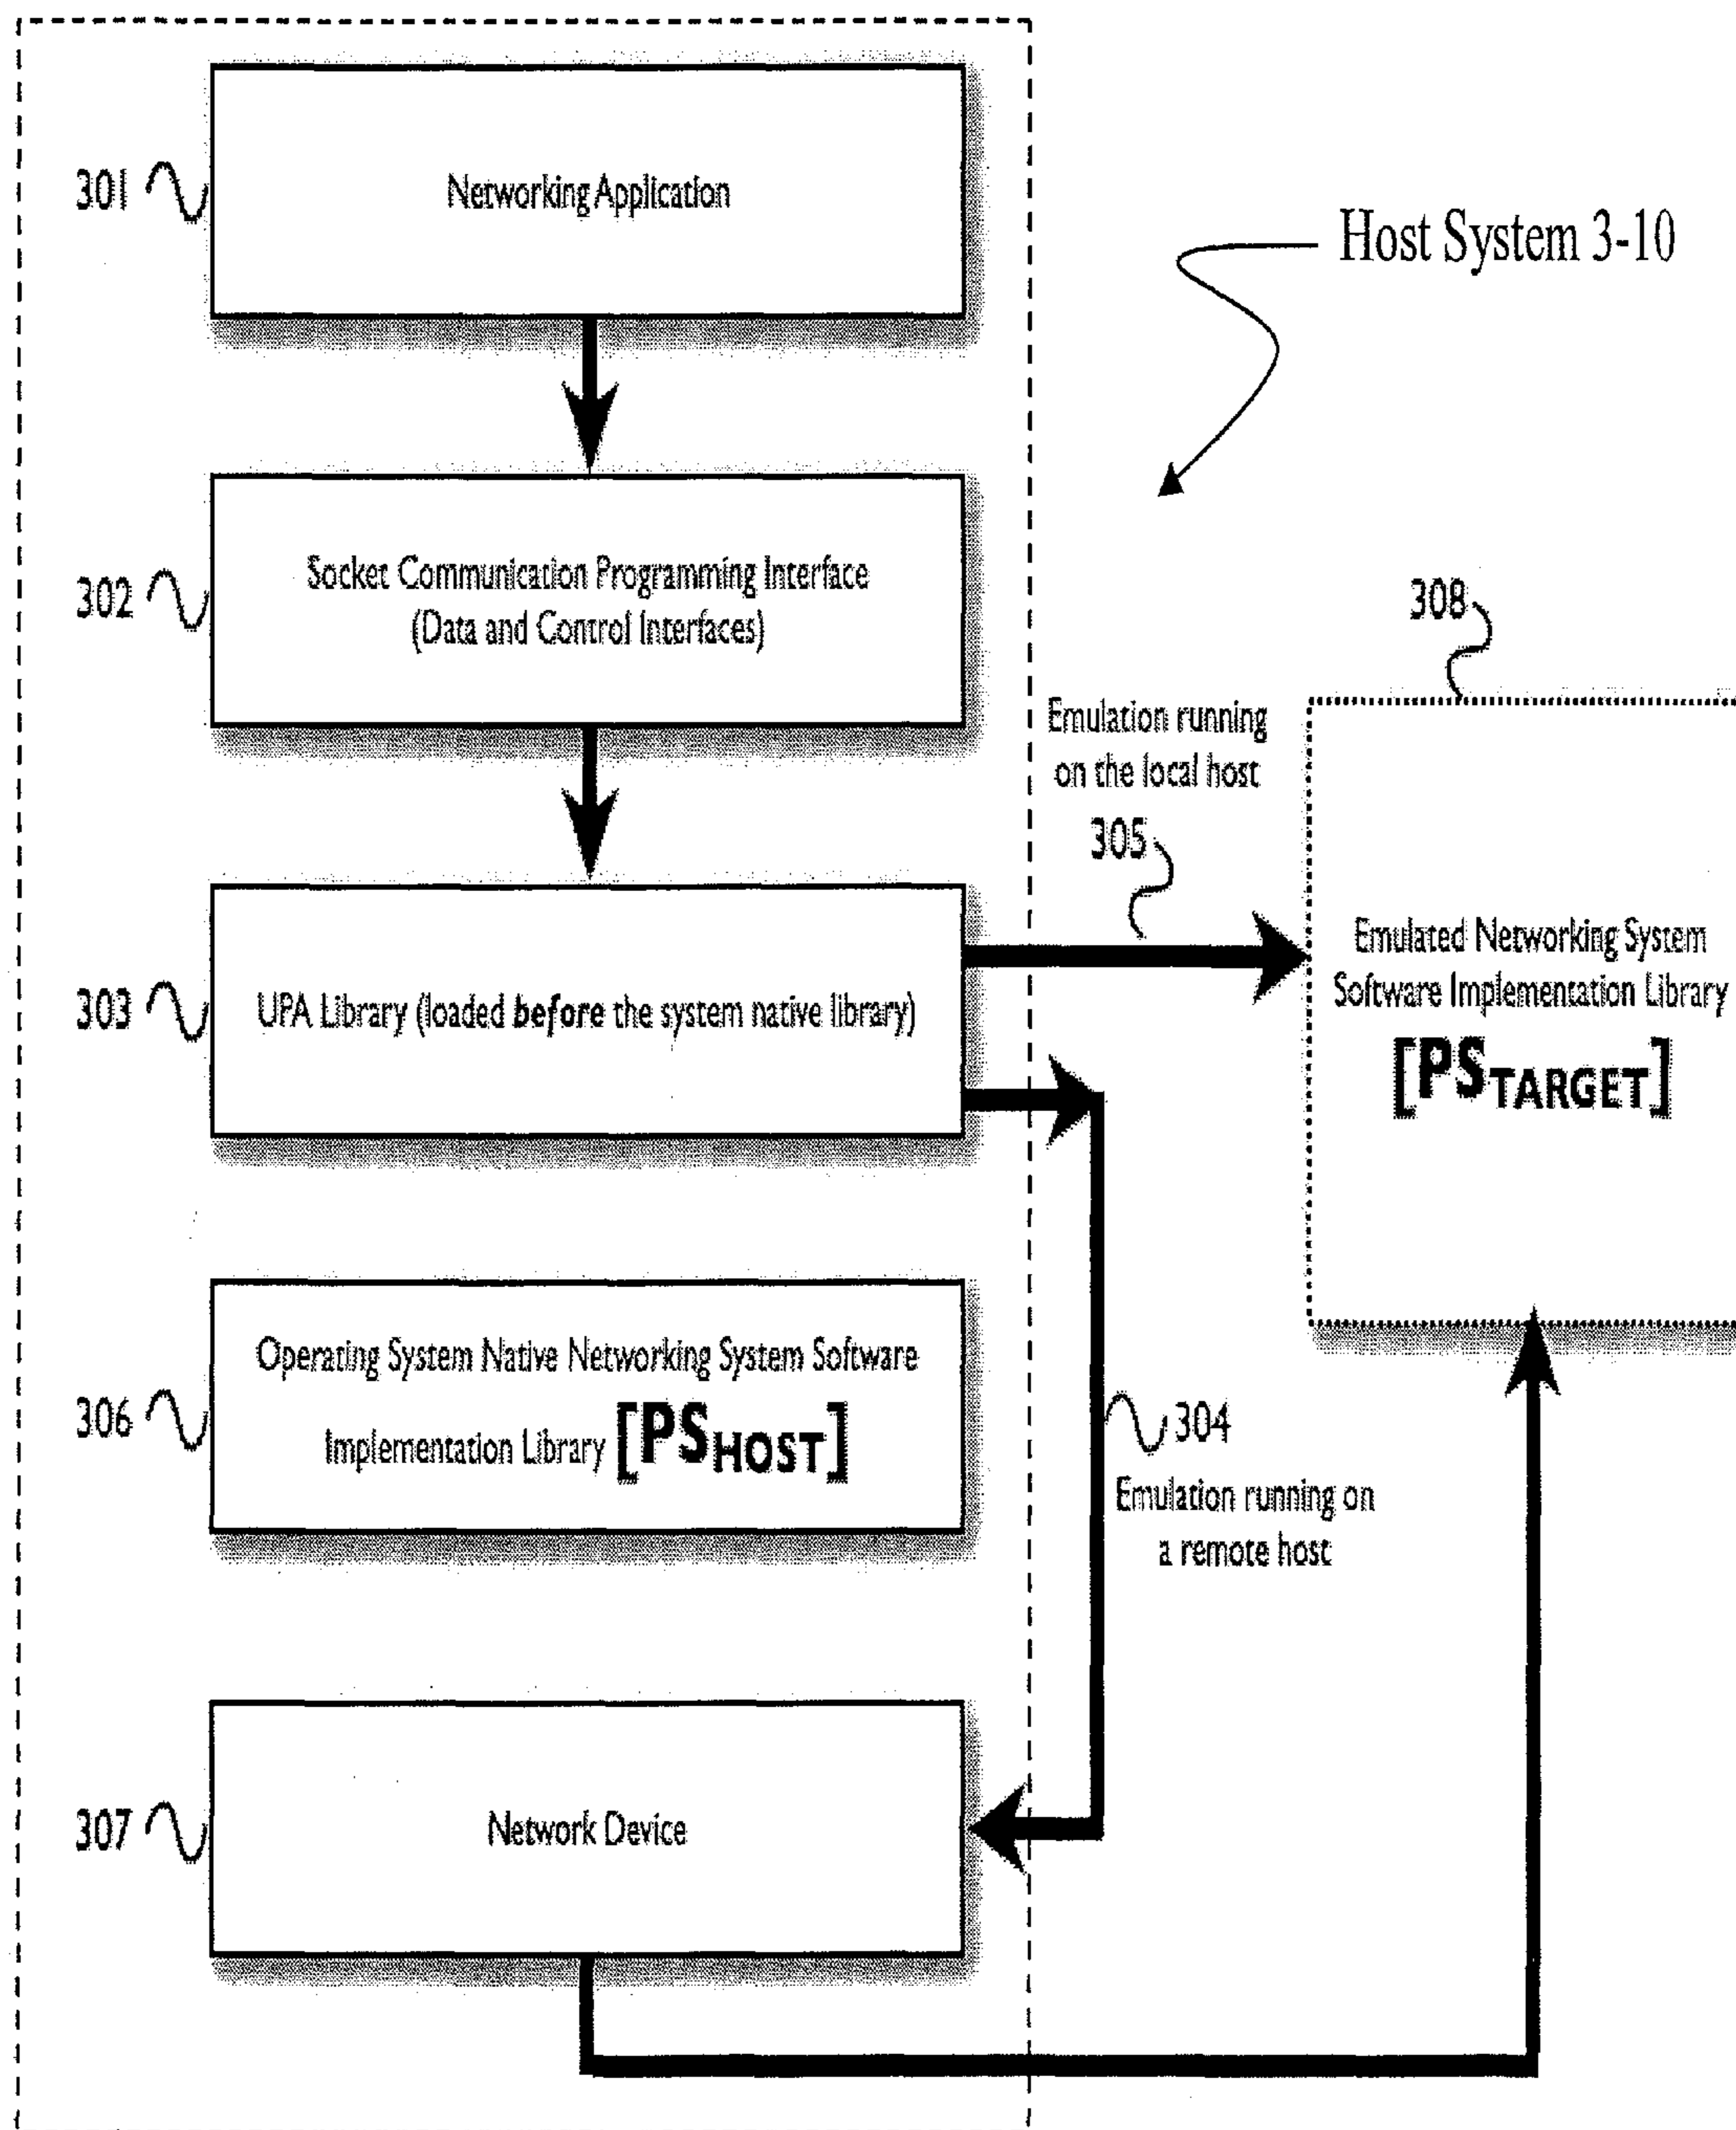 301
Networking Application
Host System 3-10
302
Socket Communication Programming Interface
(Data and Control Interfaces)
308
Emulation running
on the local host
305
303
UPA Library (loaded before the system native library)
Emulated Networking System
Software Implementation Library
[PSTARGET]
306
Operating System Native Networking System Software
Implementation Library [PSHOST]
304
Emulation running on
a remote host
307
Network Device